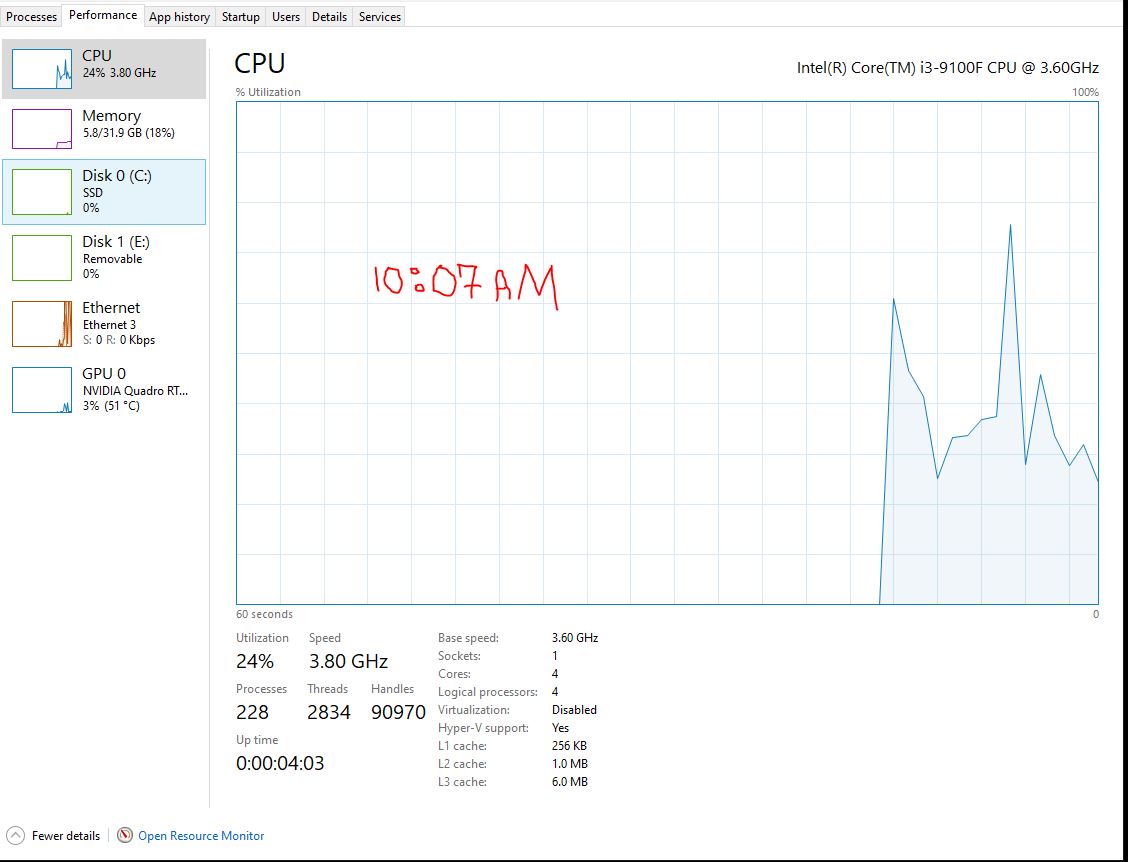 Processes Performance App history Startup Users Details Services
CPU
24% 3.80 GHz
Memory
5.8/31.9 GB (18%)
Disk 0 (C:)
SSD
0%
Disk 1 (E:)
Removable
0%
Ethernet
Ethernet 3
S: 0 R: 0 Kbps
GPU 0
NVIDIA Quadro RT...
3% (51 °C)
CPU Intel(R) Core(TM) i3-9100F CPU @ 3.60GHz
% Utilization 100%
10:07 AM
60 seconds 0
Utilization Speed
24% 3.80 GHz
Processes Threads Handles
228 2834 90970
Up time
0:00:04:03
Base speed: 3.60 GHz
Sockets: 1
Cores: 4
Logical processors: 4
Virtualization: Disabled
Hyper-V support: Yes
L1 cache: 256 KB
L2 cache: 1.0 MB
L3 cache: 6.0 MB
Fewer details Open Resource Monitor